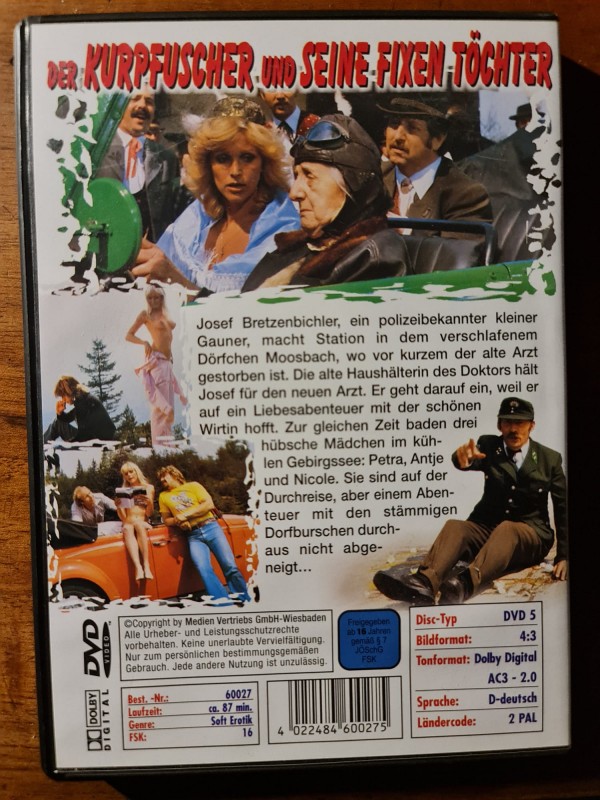 DER KURPFUSCHER UND SEINE FIXEN TÖCHTER
Josef Bretzenbichler, ein polizeibekannter kleiner
Gauner, macht Station in dem verschlafenem
Dörfchen Moosbach, wo vor kurzem der alte Arzt
gestorben ist. Die alte Haushälterin des Doktors hält
Josef für den neuen Arzt. Er geht darauf ein, weil er
auf ein Liebesabenteuer mit der schönen
Wirtin hofft. Zur gleichen Zeit baden drei
hübsche Mädchen im küh-
len Gebirgssee: Petra, Antje
und Nicole. Sie sind auf der
Durchreise, aber einem Aben-
teuer mit den stämmigen
Dorfburschen durch-
aus nicht abge-
neigt...
DVD
DOLBY
DIGITAL
©Copyright by Medien Vertriebs GmbH-Wiesbaden
Alle Urheber- und Leistungsschutzrechte
vorbehalten. Keine unerlaubte Vervielfältigung.
Nur zum persönlichen bestimmungsgemäßen
Gebrauch. Jede andere Nutzung ist unzulässig.
Best. -Nr.: 60027
Laufzeit: ca. 87 min.
Genre: Soft Erotik
FSK: 16
Freigegeben
ab 16 Jahren
gemäß § 7
JÖSchG
FSK
4 022484 600275
Disc-Typ DVD 5
Bildformat: 4:3
Tonformat: Dolby Digital
AC3 - 2.0
Sprache: D-deutsch
Ländercode: 2 PAL